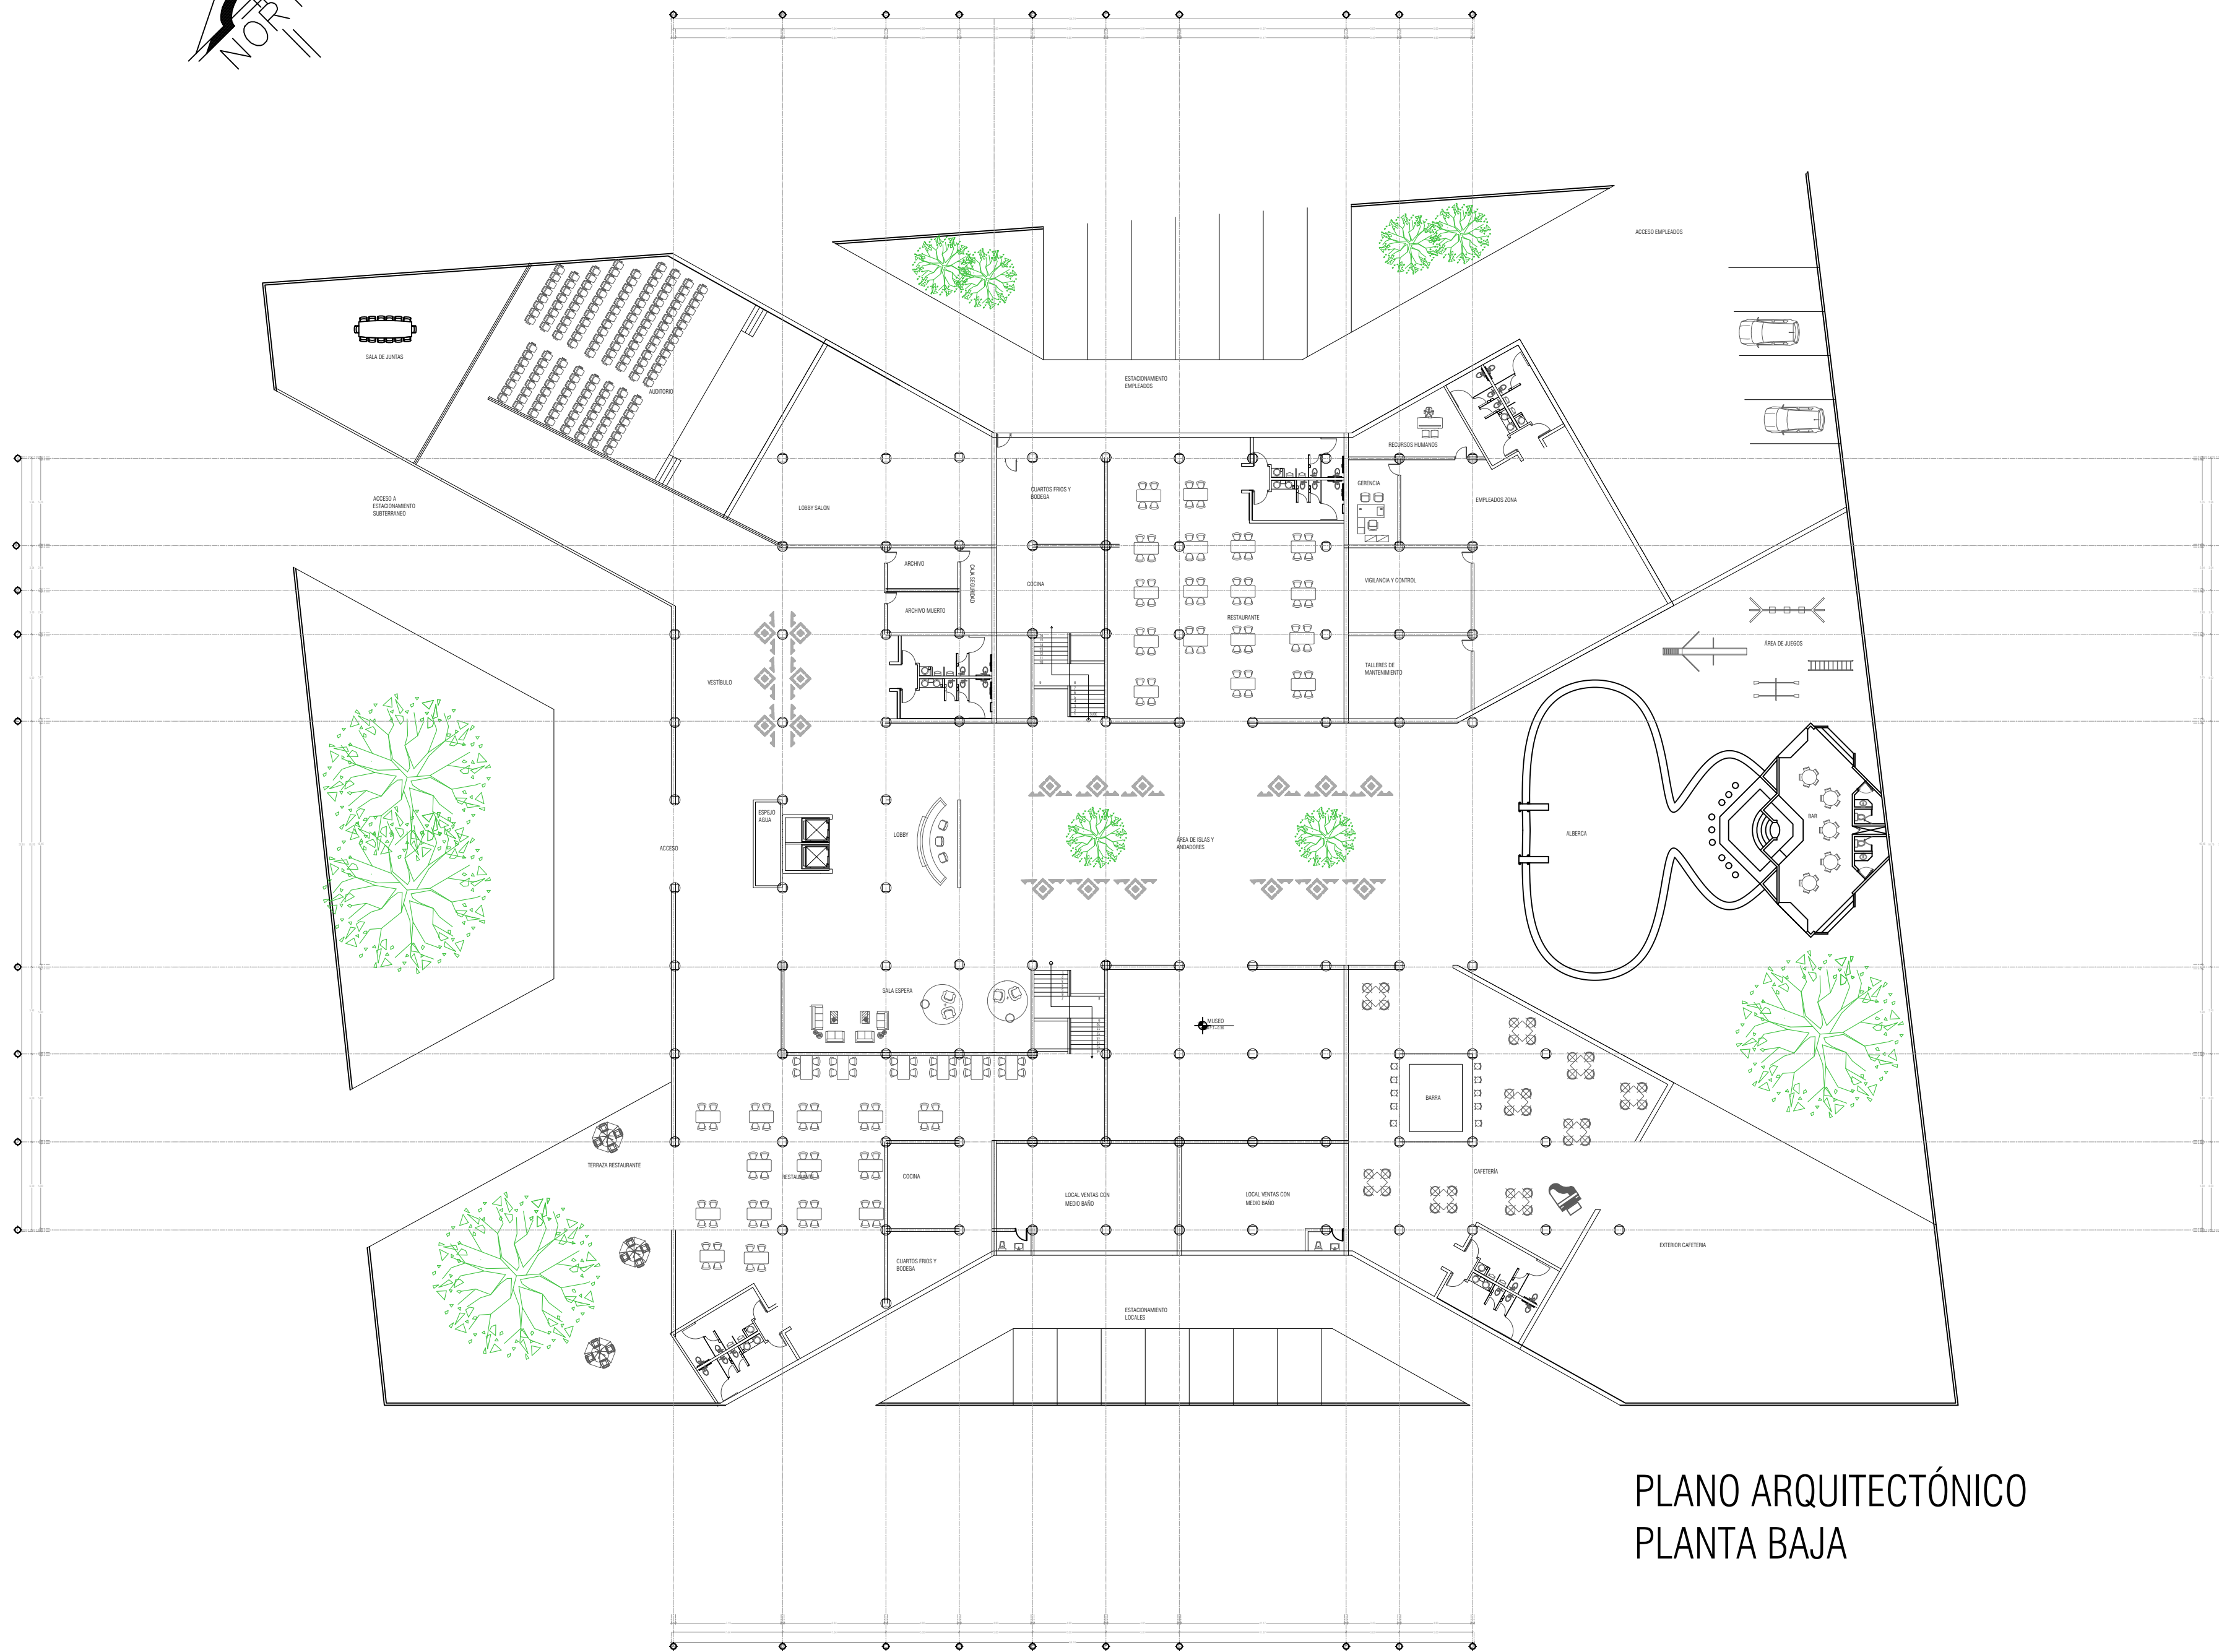 NOR
ACCESO EMPLEADOS
SALA DE JUNTAS
AUDITORIO
ESTACIONAMIENTO
EMPLEADOS
RECURSOS HUMANOS
ACCESO A
ESTACIONAMIENTO
SUBTERRANEO
LOBBY SALON
CUARTOS FRIOS Y
BODEGA
GERENCIA
EMPLEADOS ZONA
ARCHIVO
CAJA SEGURIDAD
COCINA
VIGILANCIA Y CONTROL
ARCHIVO MUERTO
RESTAURANTE
ÁREA DE JUEGOS
VESTÍBULO
TALLERES DE
MANTENIMIENTO
ESPEJO
AGUA
LOBBY
ACCESO
ÁREA DE ISLAS Y
ANDADORES
ALBERCA
BAR
SALA ESPERA
MUSEO
BARRA
TERRAZA RESTAURANTE
RESTAURANTE
COCINA
LOCAL VENTAS CON
MEDIO BAÑO
LOCAL VENTAS CON
MEDIO BAÑO
CAFETERÍA
EXTERIOR CAFETERIA
CUARTOS FRIOS Y
BODEGA
ESTACIONAMIENTO
LOCALES
PLANO ARQUITECTÓNICO
PLANTA BAJA